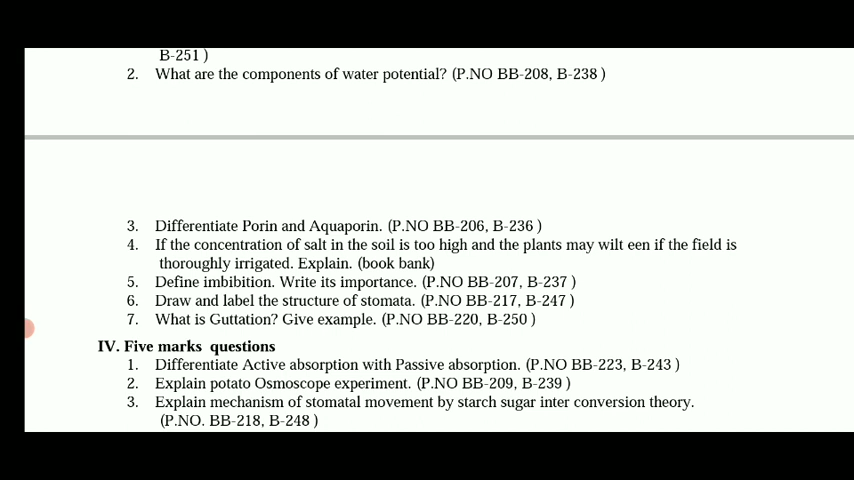 B-251 )
2. What are the components of water potential? (P.NO BB-208, B-238 )
3. Differentiate Porin and Aquaporin. (P.NO BB-206, B-236 )
4. If the concentration of salt in the soil is too high and the plants may wilt een if the field is
thoroughly irrigated. Explain. (book bank)
5. Define imbibition. Write its importance. (P.NO BB-207, B-237 )
6. Draw and label the structure of stomata. (P.NO BB-217, B-247 )
7. What is Guttation? Give example. (P.NO BB-220, B-250 )
IV. Five marks questions
1. Differentiate Active absorption with Passive absorption. (P.NO BB-223, B-243 )
2. Explain potato Osmoscope experiment. (P.NO BB-209, B-239 )
3. Explain mechanism of stomatal movement by starch sugar inter conversion theory.
(P.NO. BB-218, B-248 )